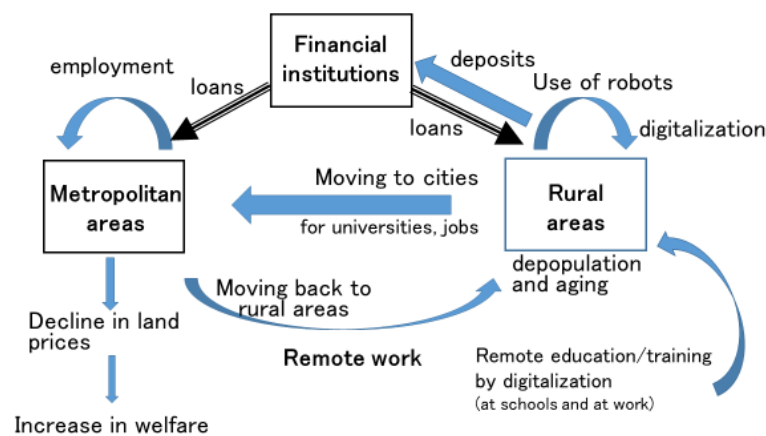 Financial
institutions
employment
loans
deposits
Use of robots
loans
digitalization
Metropolitan
areas
Moving to cities
for universities, jobs
Rural
areas
depopulation
and aging
Moving back to
rural areas
Decline in land
prices
Remote work
Remote education/training
by digitalization
(at schools and at work)
Increase in welfare